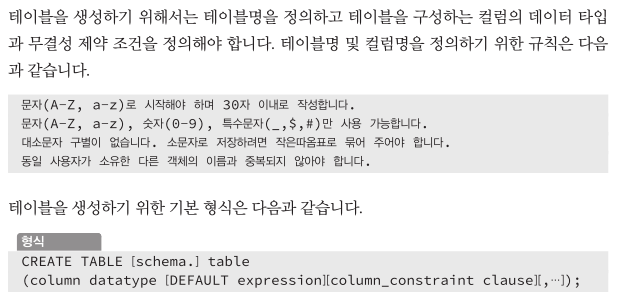 테이블을 생성하기 위해서는 테이블명을 정의하고 테이블을 구성하는 컬럼의 데이터 타입
과 무결성 제약 조건을 정의해야 합니다. 테이블명 및 컬럼명을 정의하기 위한 규칙은 다음
과 같습니다.
문자(A-Z, a-z)로 시작해야 하며 30자 이내로 작성합니다.
문자(A-Z, a-z), 숫자(0-9), 특수문자(_,$,#)만 사용 가능합니다.
대소문자 구별이 없습니다. 소문자로 저장하려면 작은따옴표로 묶어 주어야 합니다.
동일 사용자가 소유한 다른 객체의 이름과 중복되지 않아야 합니다.
테이블을 생성하기 위한 기본 형식은 다음과 같습니다.
형식
CREATE TABLE [schema.] table
(column datatype [DEFAULT expression][column_constraint clause][,…]);